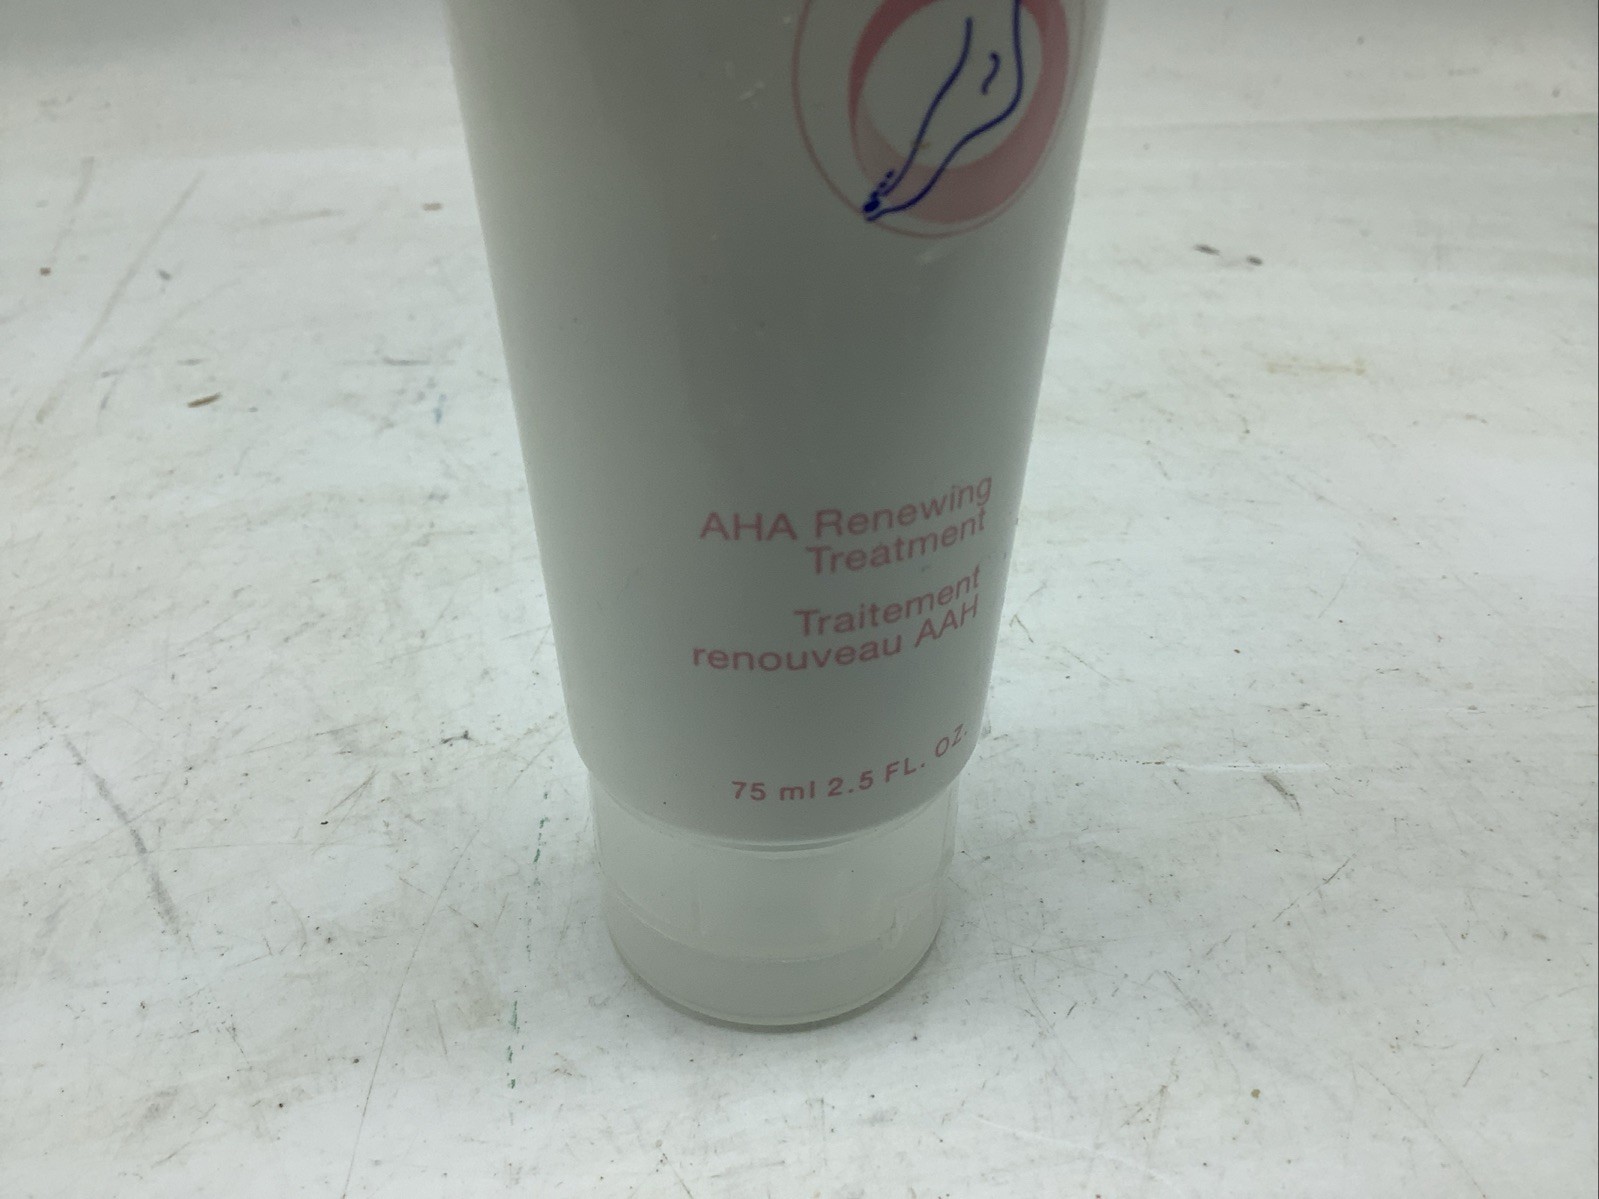 AHA Renewing
Treatment
Traitement
renouveau AAH
75 ml 2.5 FL. OZ.